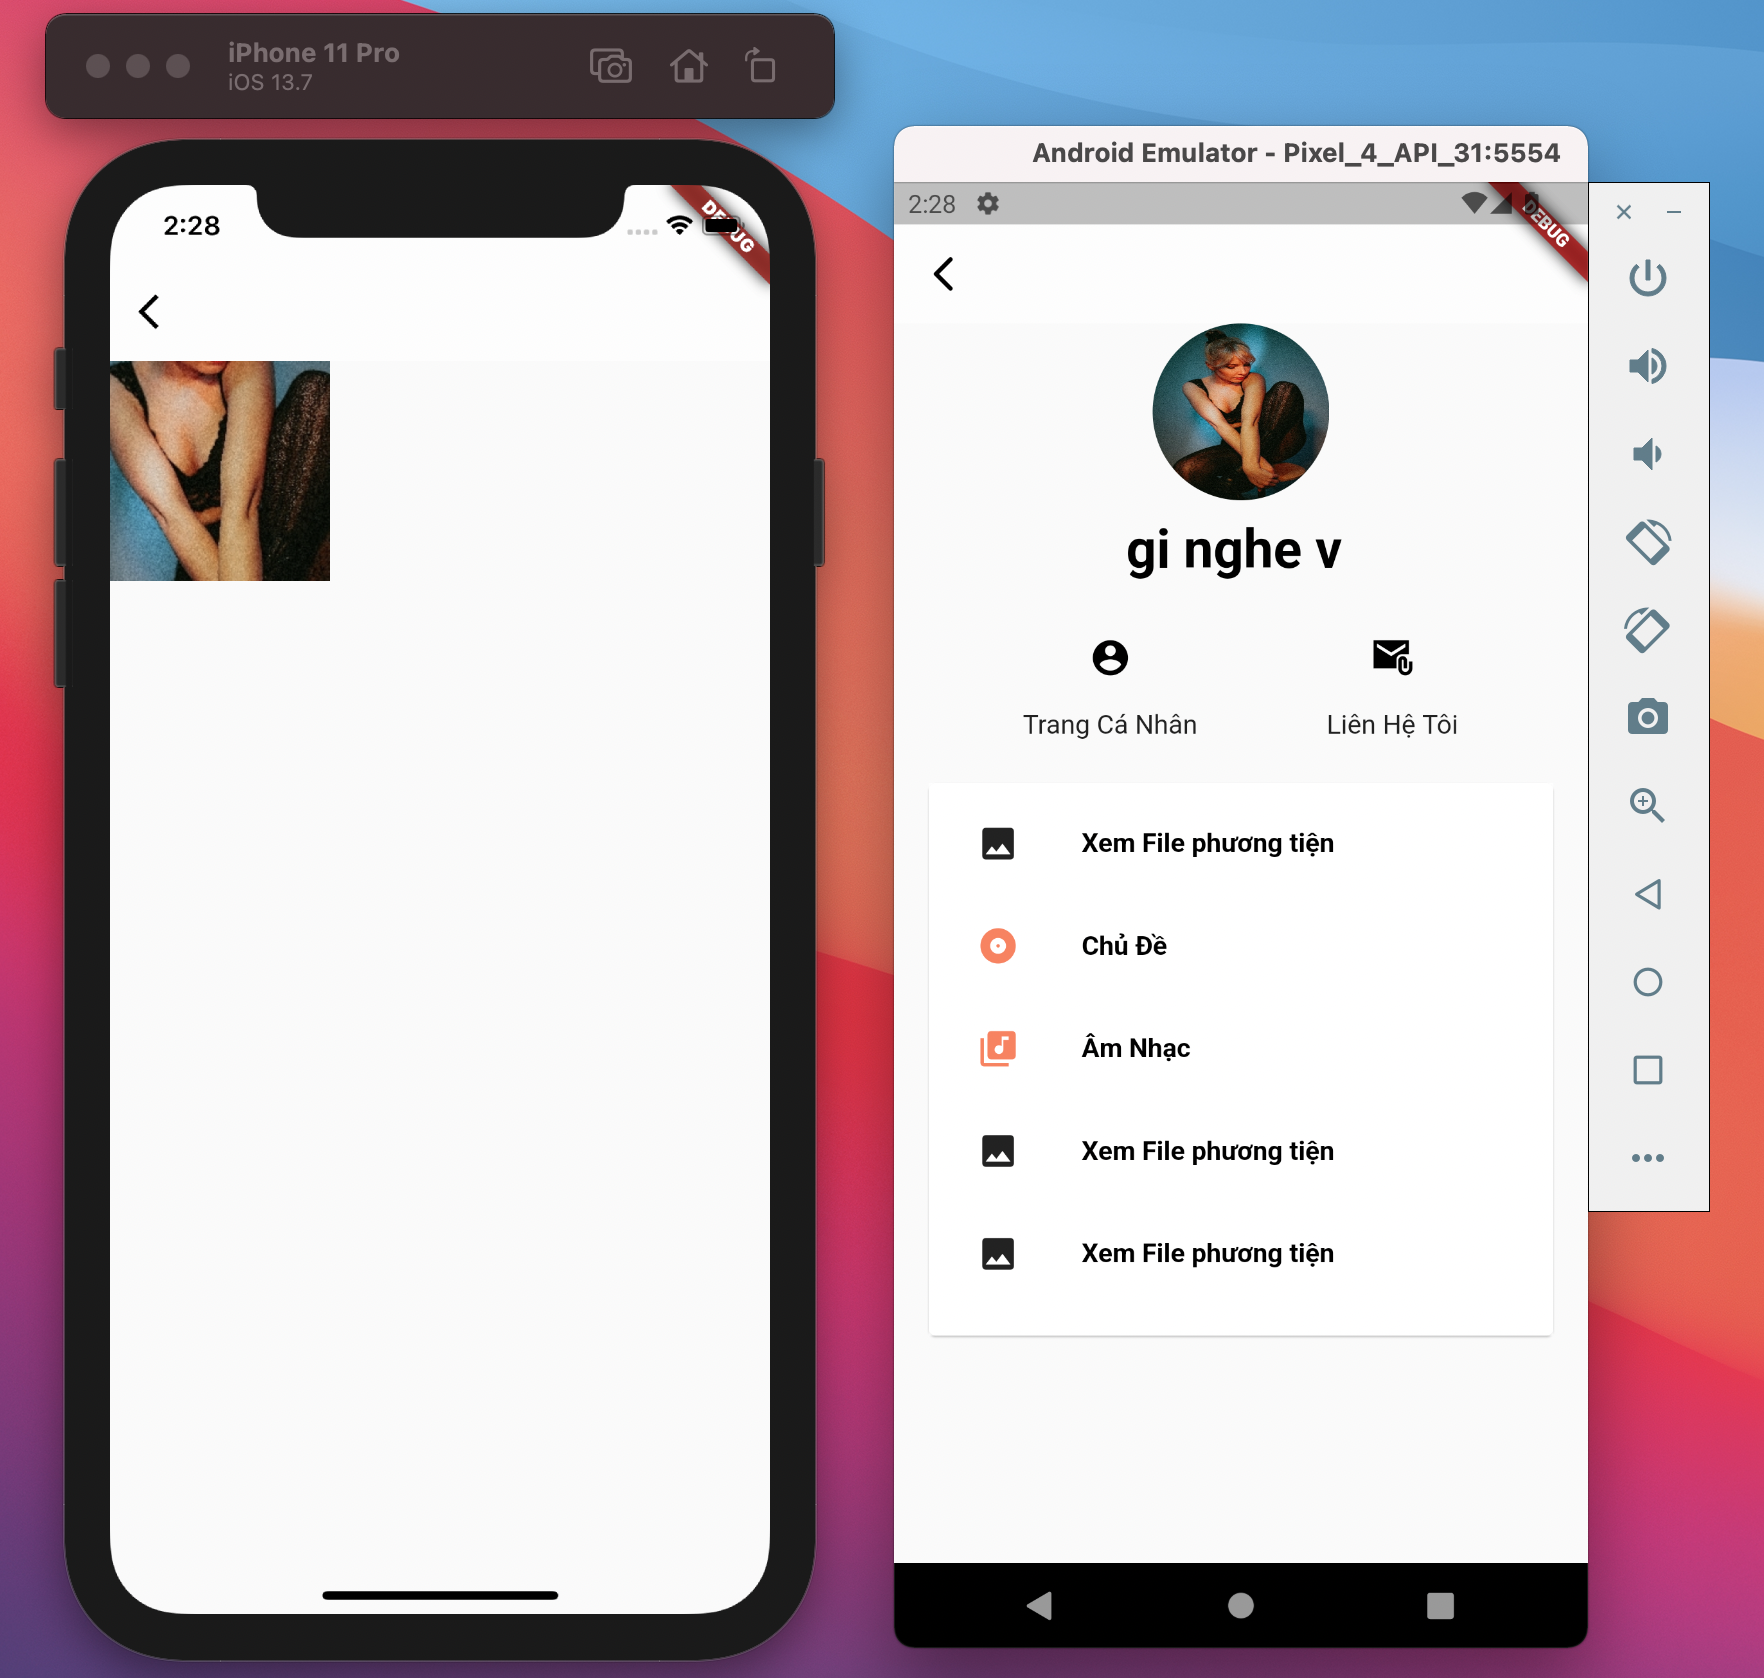 iPhone 11 Pro
iOS 13.7
2:28
DEBUG
Android Emulator - Pixel_4_API_31:5554
2:28
DEBUG
gi nghe v
Trang Cá Nhân
Liên Hệ Tôi
Xem File phương tiện
Chủ Đề
Âm Nhạc
Xem File phương tiện
Xem File phương tiện